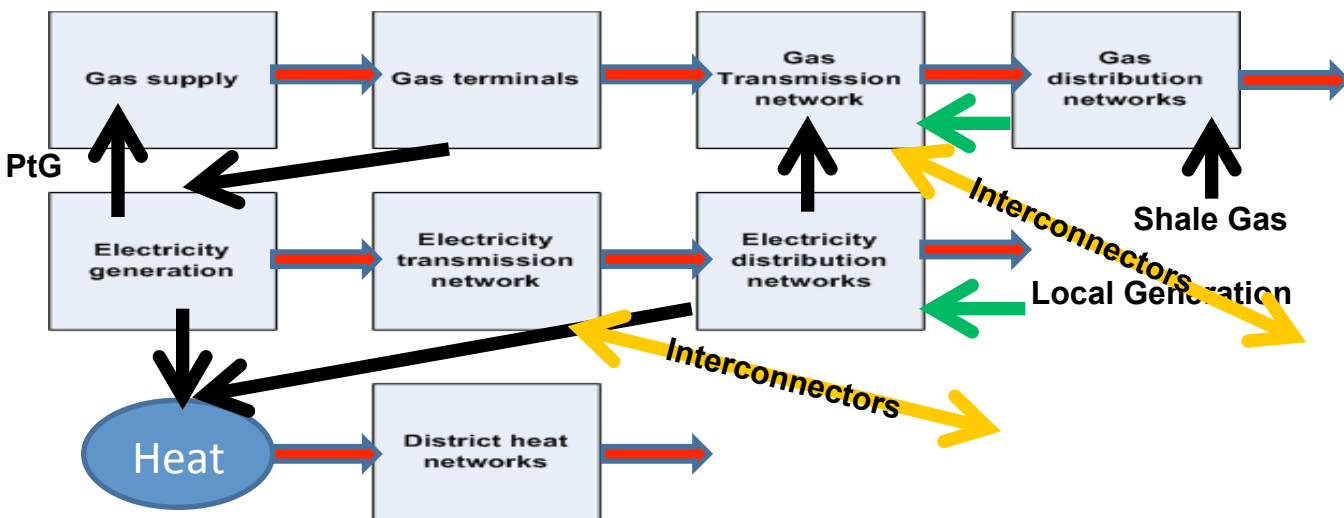 Gas supply
Gas terminals
Gas
Transmission
network
Gas
distribution
networks
PtG
Interconnectors
Shale Gas
Electricity
generation
Electricity
transmission
network
Electricity
distribution
networks
Local Generation
Interconnectors
Heat
District heat
networks